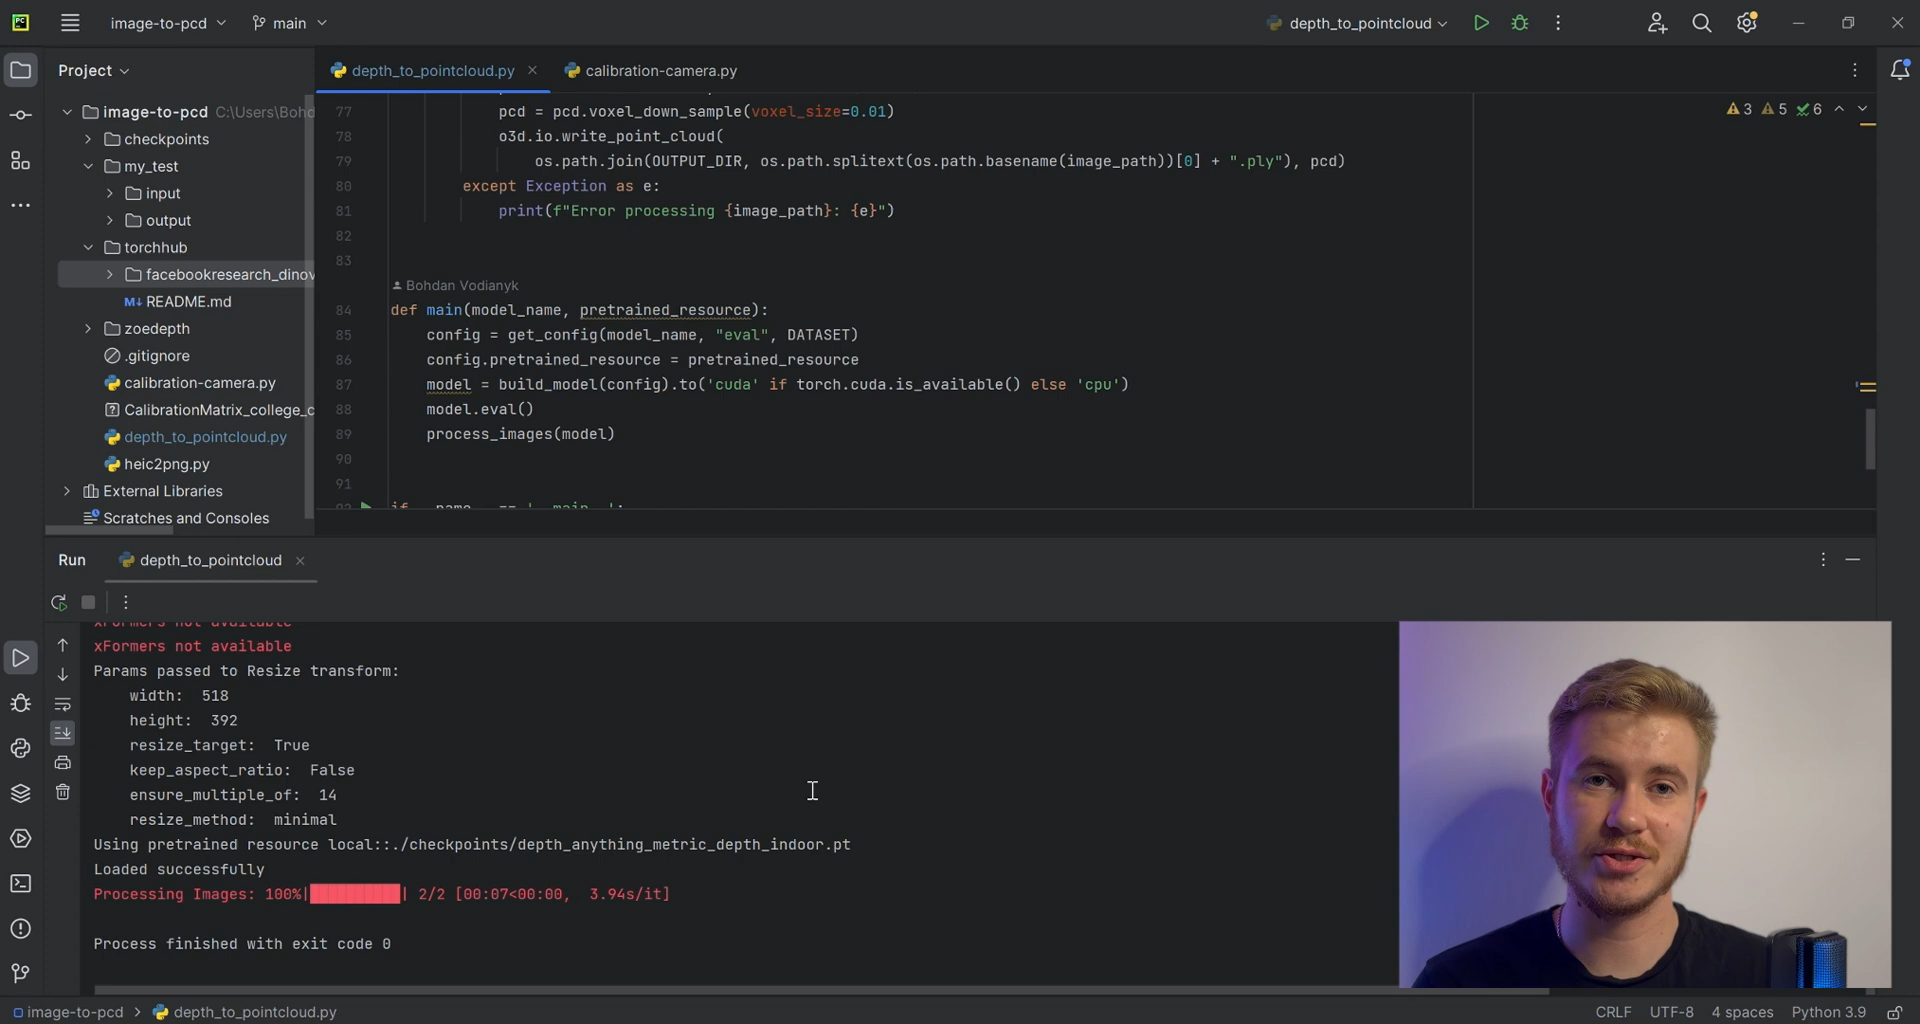 PC
image-to-pcd
main
depth_to_pointcloud
Project
depth_to_pointcloud.py
calibration-camera.py
image-to-pcd C:\Users\Bohd
checkpoints
my_test
input
output
torchhub
facebookresearch_dinov
M↓ README.md
zoedepth
.gitignore
calibration-camera.py
CalibrationMatrix_college_c
depth_to_pointcloud.py
heic2png.py
External Libraries
Scratches and Consoles
3 5 6
77 pcd = pcd.voxel_down_sample(voxel_size=0.01)
78 o3d.io.write_point_cloud(
79 os.path.join(OUTPUT_DIR, os.path.splitext(os.path.basename(image_path))[0] + ".ply"), pcd)
80 except Exception as e:
81 print(f"Error processing {image_path}: {e}")
82
83
Bohdan Vodianyk
84 def main(model_name, pretrained_resource):
85 config = get_config(model_name, "eval", DATASET)
86 config.pretrained_resource = pretrained_resource
87 model = build_model(config).to('cuda' if torch.cuda.is_available() else 'cpu')
88 model.eval()
89 process_images(model)
90
91
92 if __name__ == '__main__':
Run
depth_to_pointcloud
xFormers not available
xFormers not available
Params passed to Resize transform:
width: 518
height: 392
resize_target: True
keep_aspect_ratio: False
ensure_multiple_of: 14
resize_method: minimal
Using pretrained resource local::./checkpoints/depth_anything_metric_depth_indoor.pt
Loaded successfully
Processing Images: 100%|██████████| 2/2 [00:07<00:00, 3.94s/it]
Process finished with exit code 0
image-to-pcd > depth_to_pointcloud.py
CRLF UTF-8 4 spaces Python 3.9